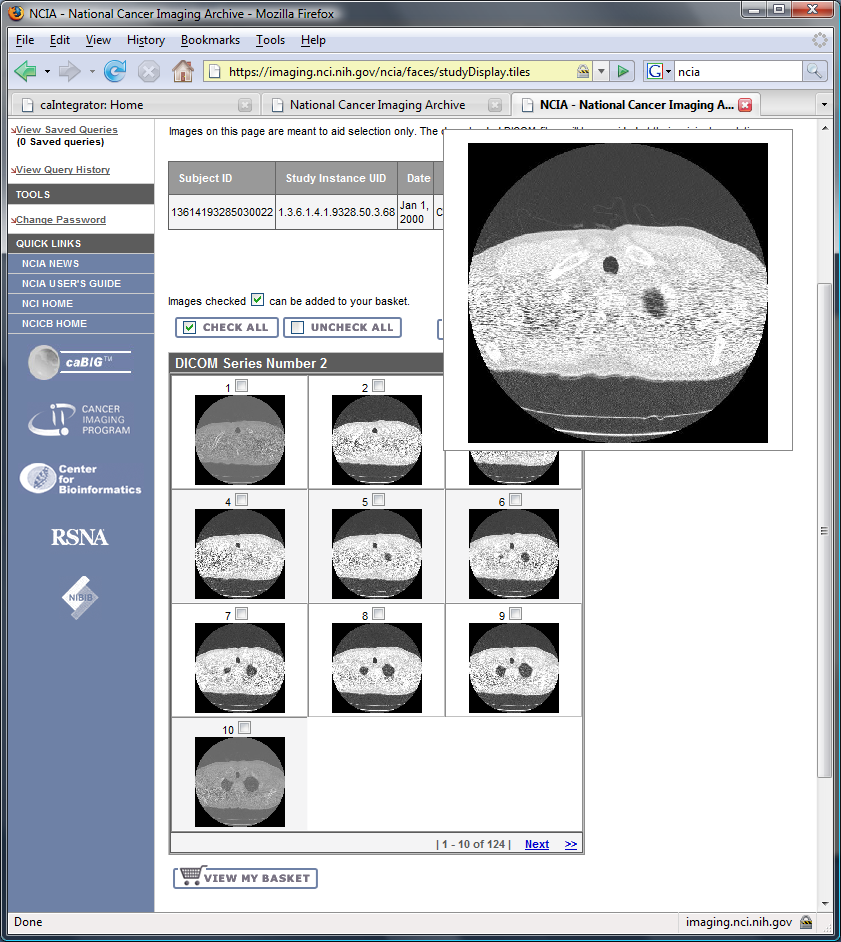 NCIA - National Cancer Imaging Archive - Mozilla Firefox
File Edit View History Bookmarks Tools Help
https://imaging.nci.nih.gov/ncia/faces/studyDisplay.tiles
ncia
caIntegrator: Home
National Cancer Imaging Archive
NCIA - National Cancer Imaging A...
View Saved Queries
(0 Saved queries)
View Query History
TOOLS
Change Password
QUICK LINKS
NCIA NEWS
NCIA USER'S GUIDE
NCI HOME
NCICB HOME
caBIG™
CANCER
IMAGING
PROGRAM
Center
for
Bioinformatics
RSNA
NIBIB
Images on this page are meant to aid selection only. The
Subject ID Study Instance UID Date
13614193285030022 1.3.6.1.4.1.9328.50.3.68 Jan 1, 2000 C
Images checked can be added to your basket.
CHECK ALL UNCHECK ALL
DICOM Series Number 2
1 2
4 5 6
7 8 9
10
| 1 - 10 of 124 | Next >>
VIEW MY BASKET
Done
imaging.nci.nih.gov